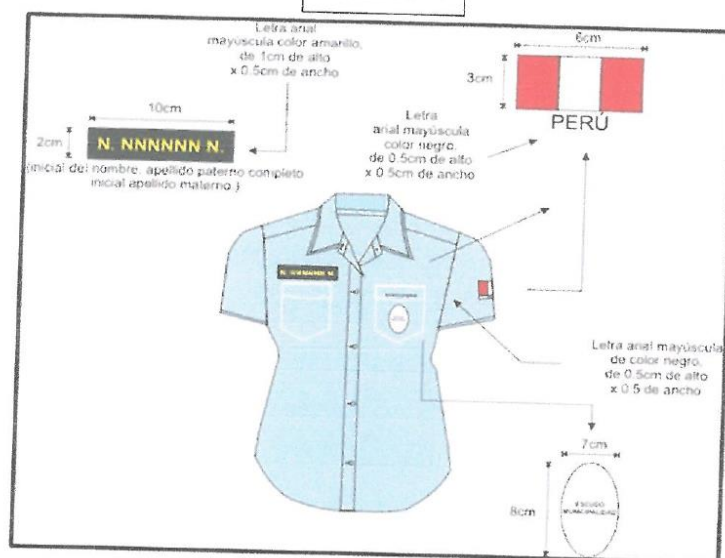 Letra arial
mayúscula color amarillo,
de 1cm de alto
x 0.5cm de ancho
10cm
2cm
N. NNNNNN N.
(inicial del nombre, apellido paterno completo
inicial apellido materno.)
6cm
3cm
PERÚ
Letra
arial mayúscula
color negro,
de 0.5cm de alto
x 0.5cm de ancho
N. NNNNNN N.
Letra arial mayúscula
de color negro,
de 0.5cm de alto
x 0.5 de ancho
7cm
8cm
ESCUDO
MUNICIPALIDAD